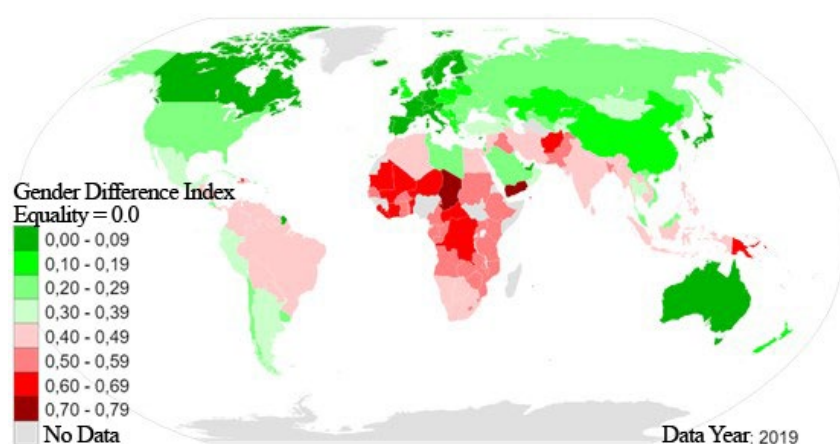 Gender Difference Index
Equality = 0.0
0,00 - 0,09
0,10 - 0,19
0,20 - 0,29
0,30 - 0,39
0,40 - 0,49
0,50 - 0,59
0,60 - 0,69
0,70 - 0,79
No Data
Data Year: 2019